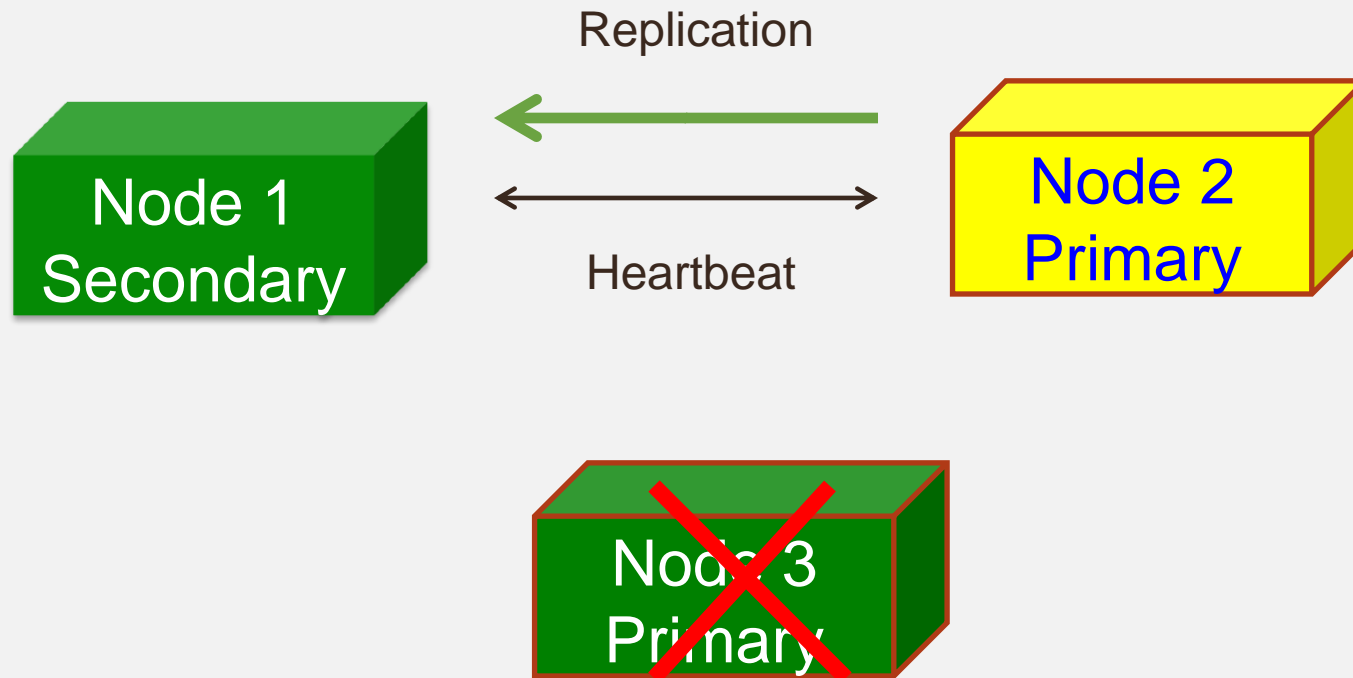 Replication
Node 1
Secondary
Node 2
Primary
Heartbeat
Node 3
Primary